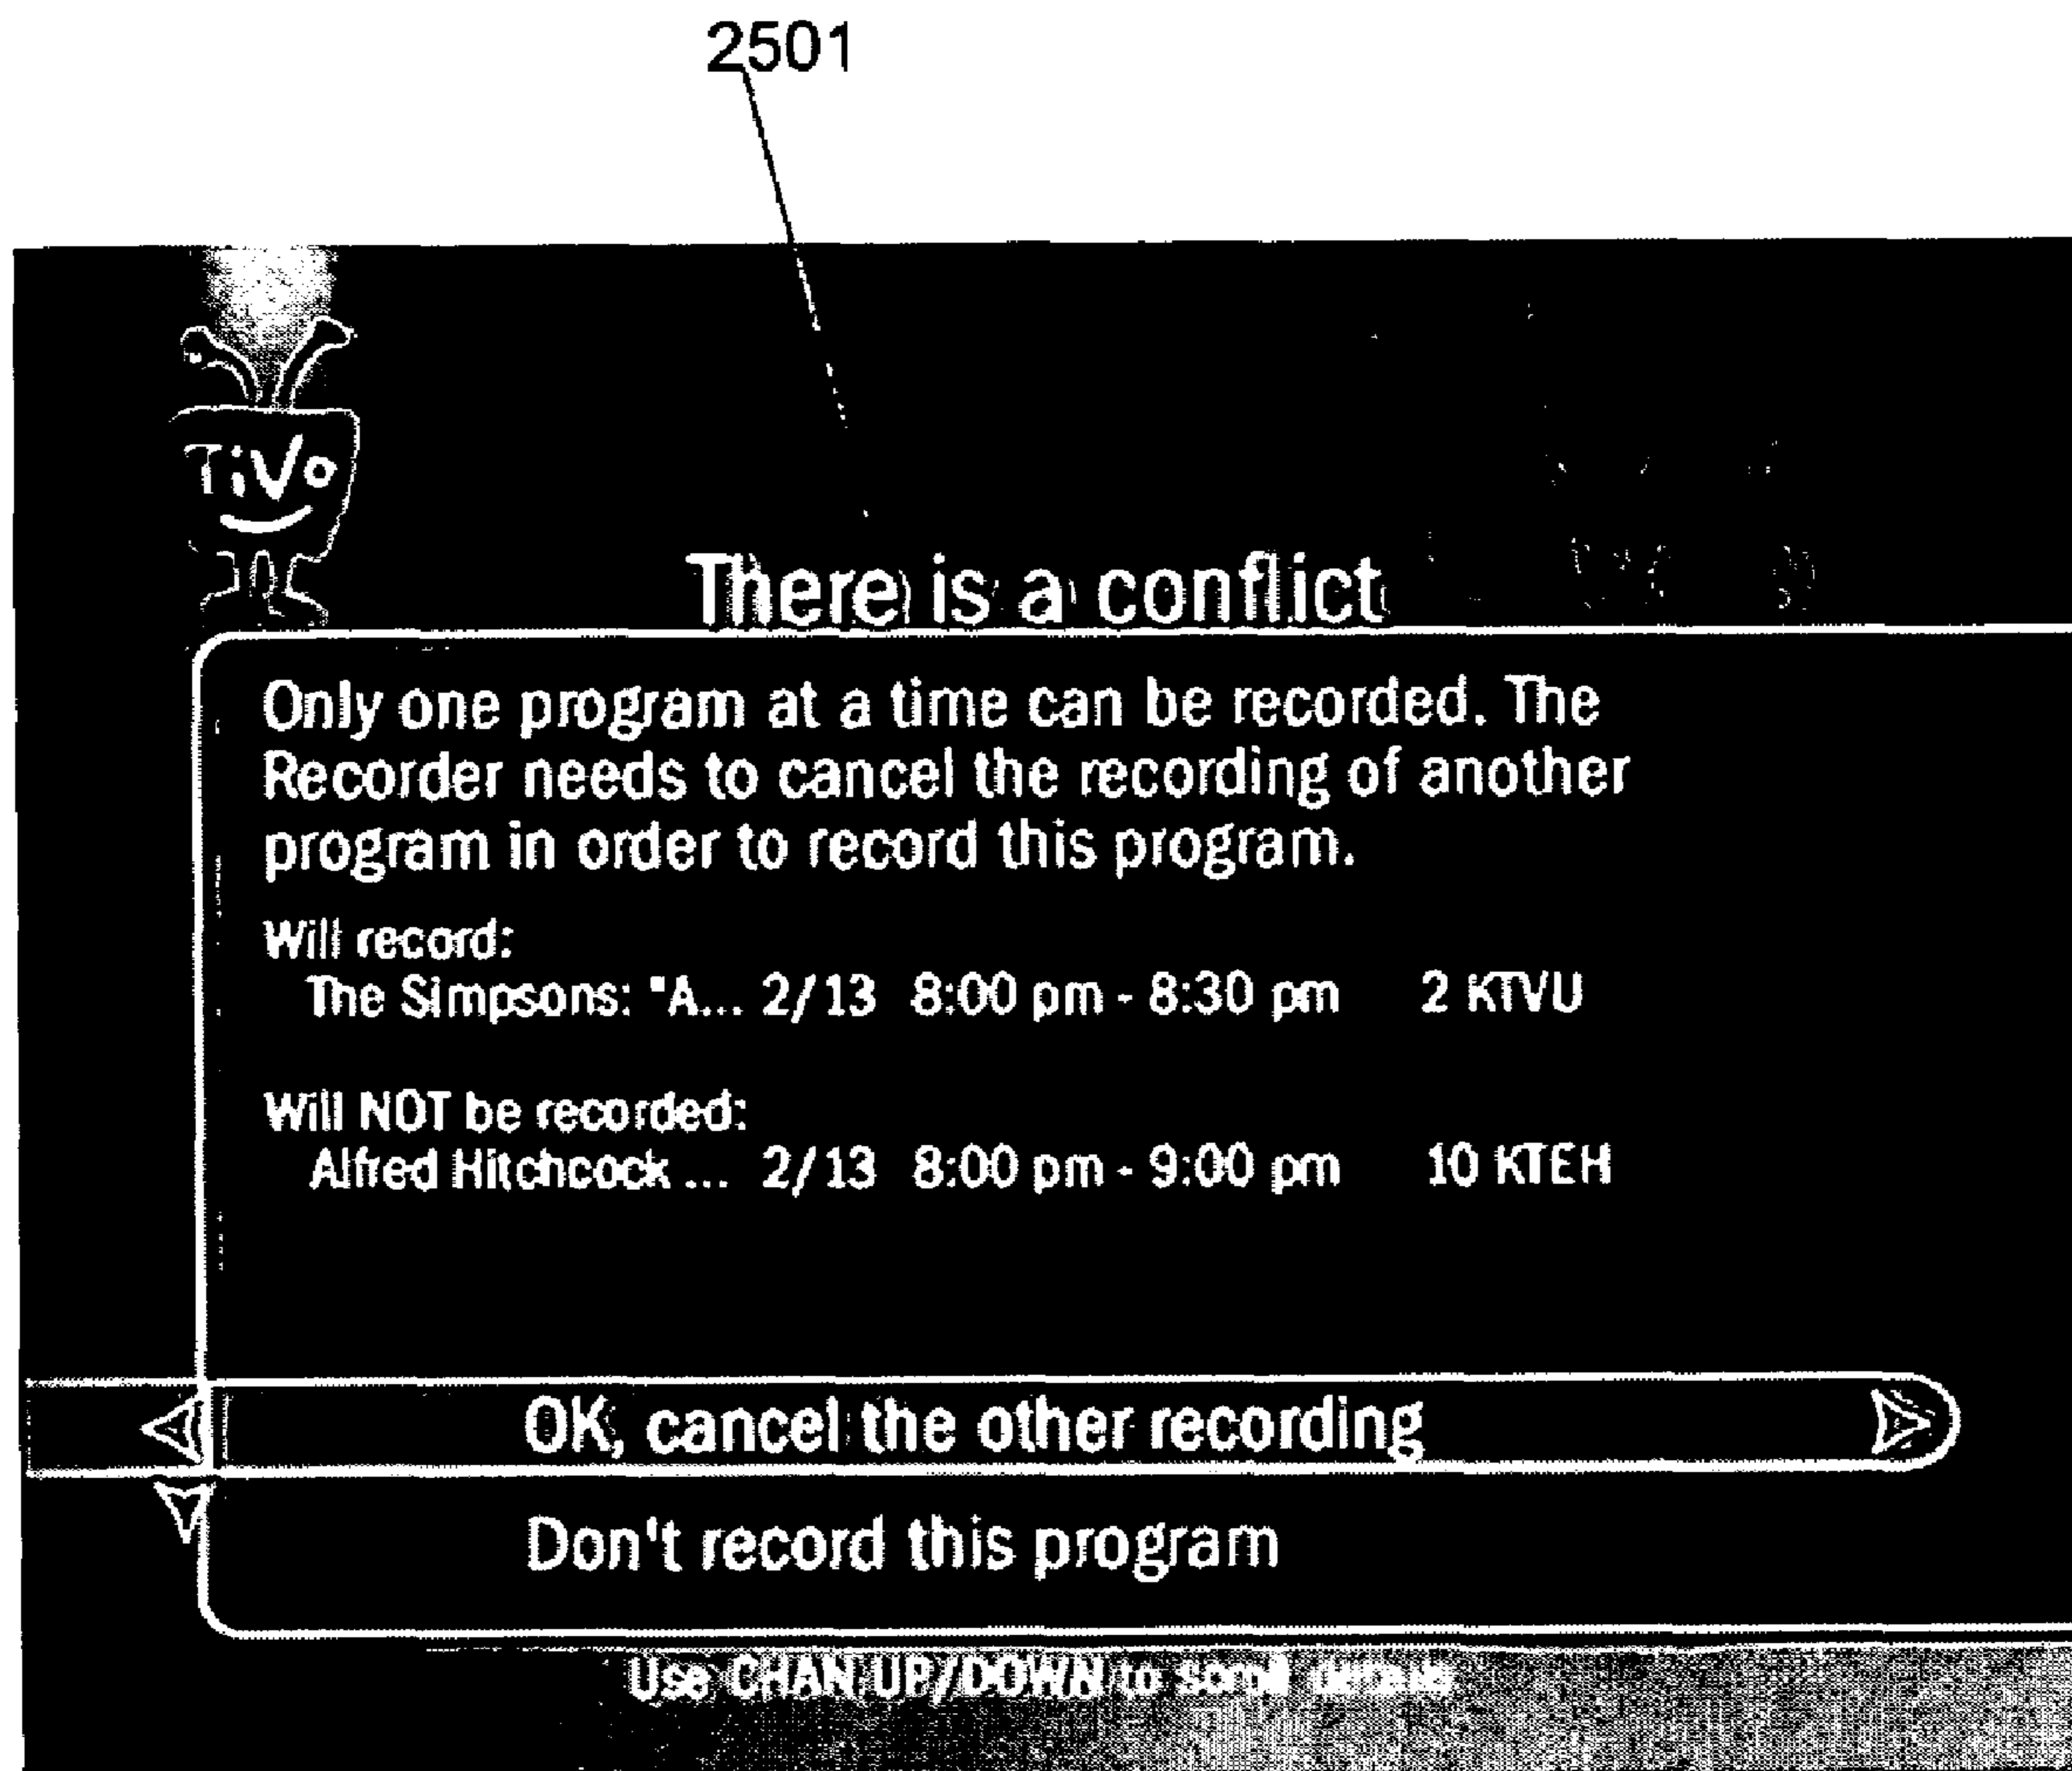 2501
TiVo
There is a conflict
Only one program at a time can be recorded. The
Recorder needs to cancel the recording of another
program in order to record this program.
Will record:
The Simpsons: "A... 2/13 8:00 pm - 8:30 pm 2 KTVU
Will NOT be recorded:
Alfred Hitchcock ... 2/13 8:00 pm - 9:00 pm 10 KTEH
OK, cancel the other recording
Don't record this program
Use CHAN UP/DOWN to scroll details